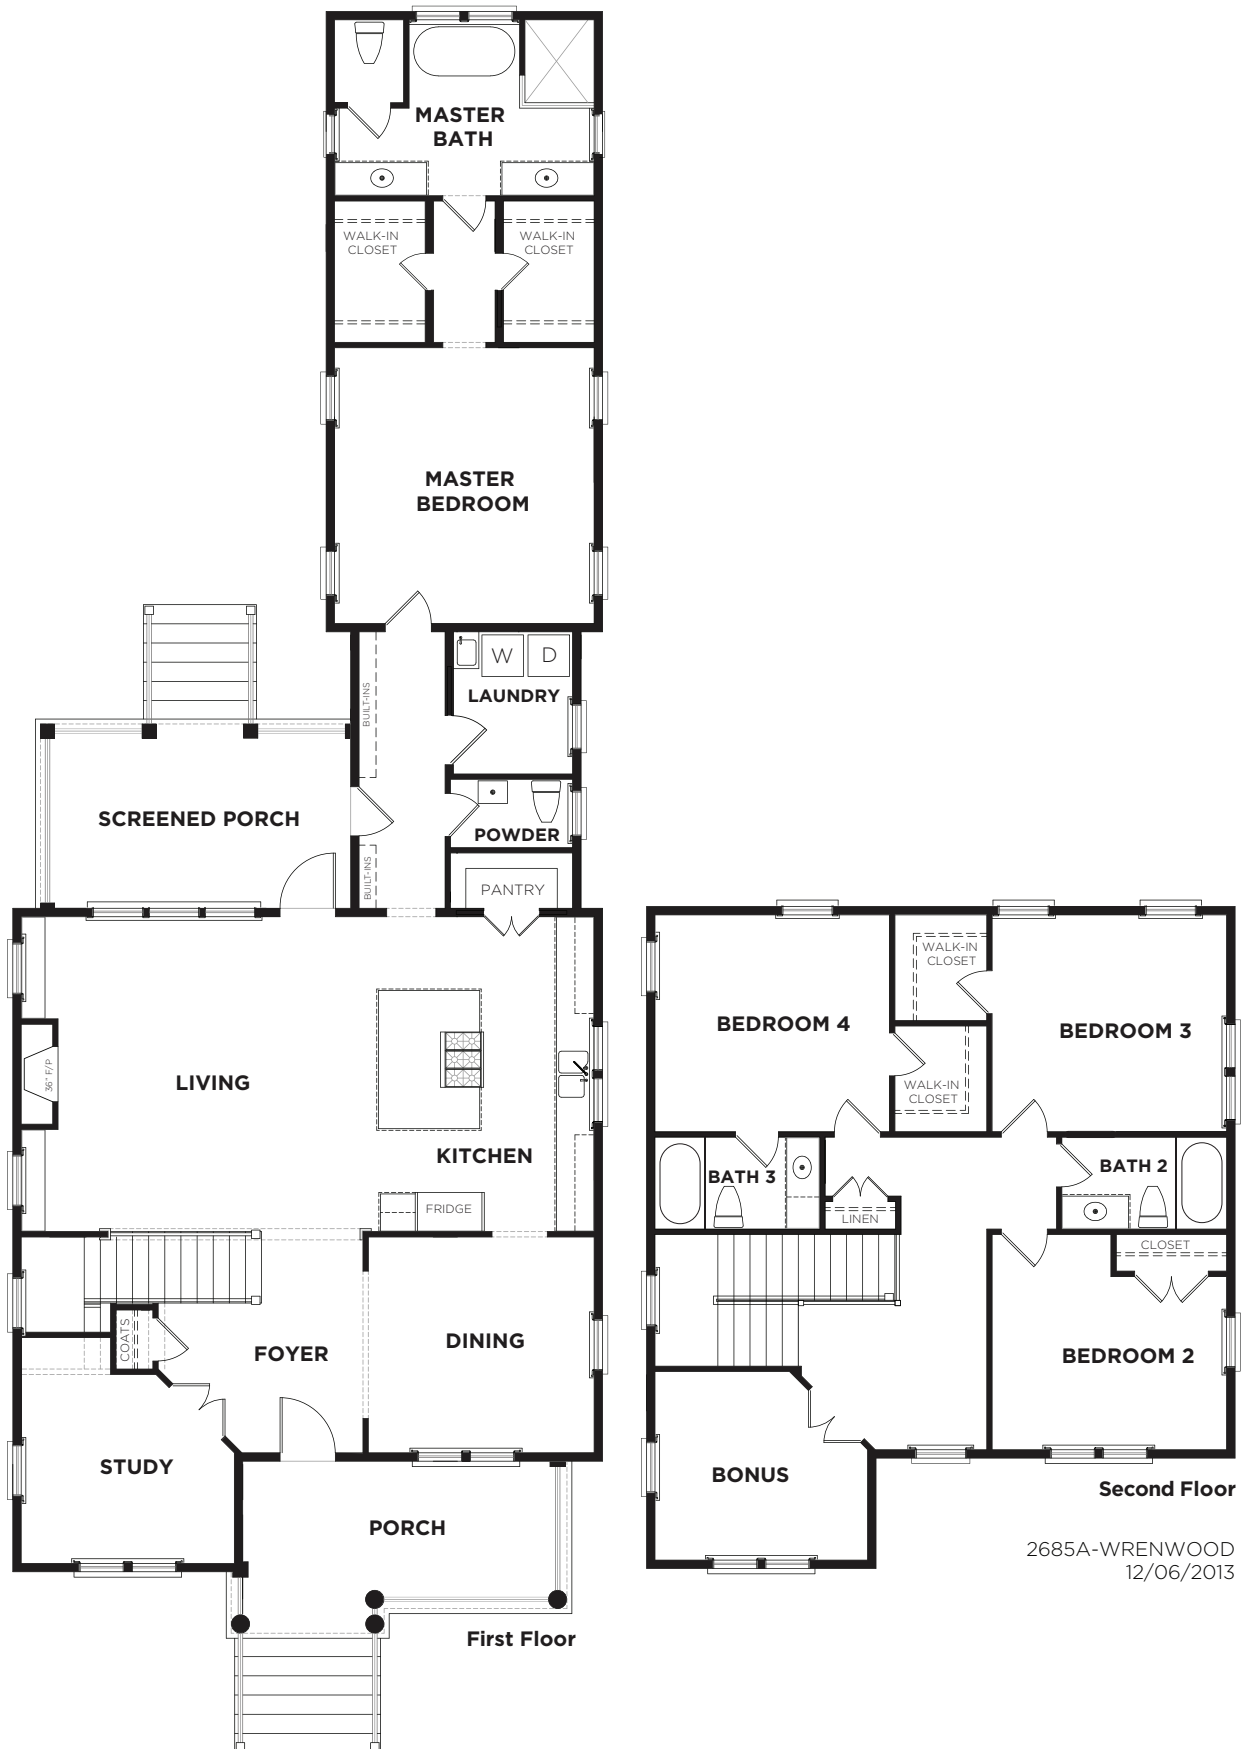 MASTER
BATH
WALK-IN
CLOSET
WALK-IN
CLOSET
MASTER
BEDROOM
BUILT-INS
W
D
LAUNDRY
SCREENED PORCH
POWDER
BUILT-INS
PANTRY
36" F/P
LIVING
KITCHEN
FRIDGE
COATS
FOYER
DINING
STUDY
PORCH
First Floor
WALK-IN
CLOSET
BEDROOM 4
BEDROOM 3
WALK-IN
CLOSET
BATH 3
BATH 2
LINEN
CLOSET
BEDROOM 2
BONUS
Second Floor
2685A-WRENWOOD
12/06/2013